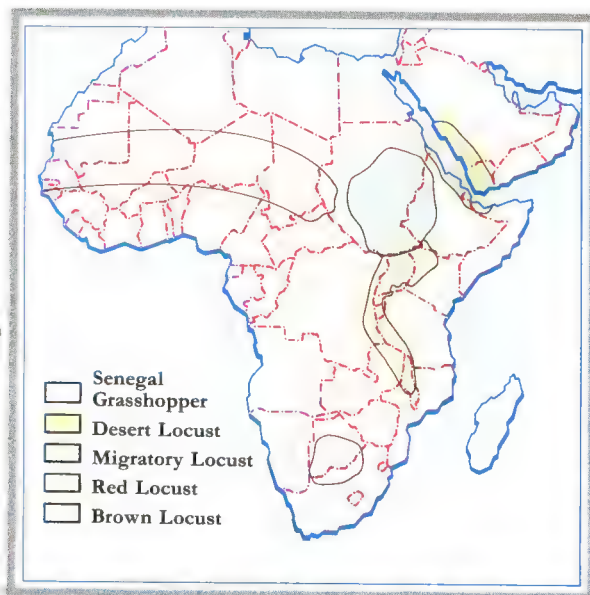 Senegal
Grasshopper
Desert Locust
Migratory Locust
Red Locust
Brown Locust